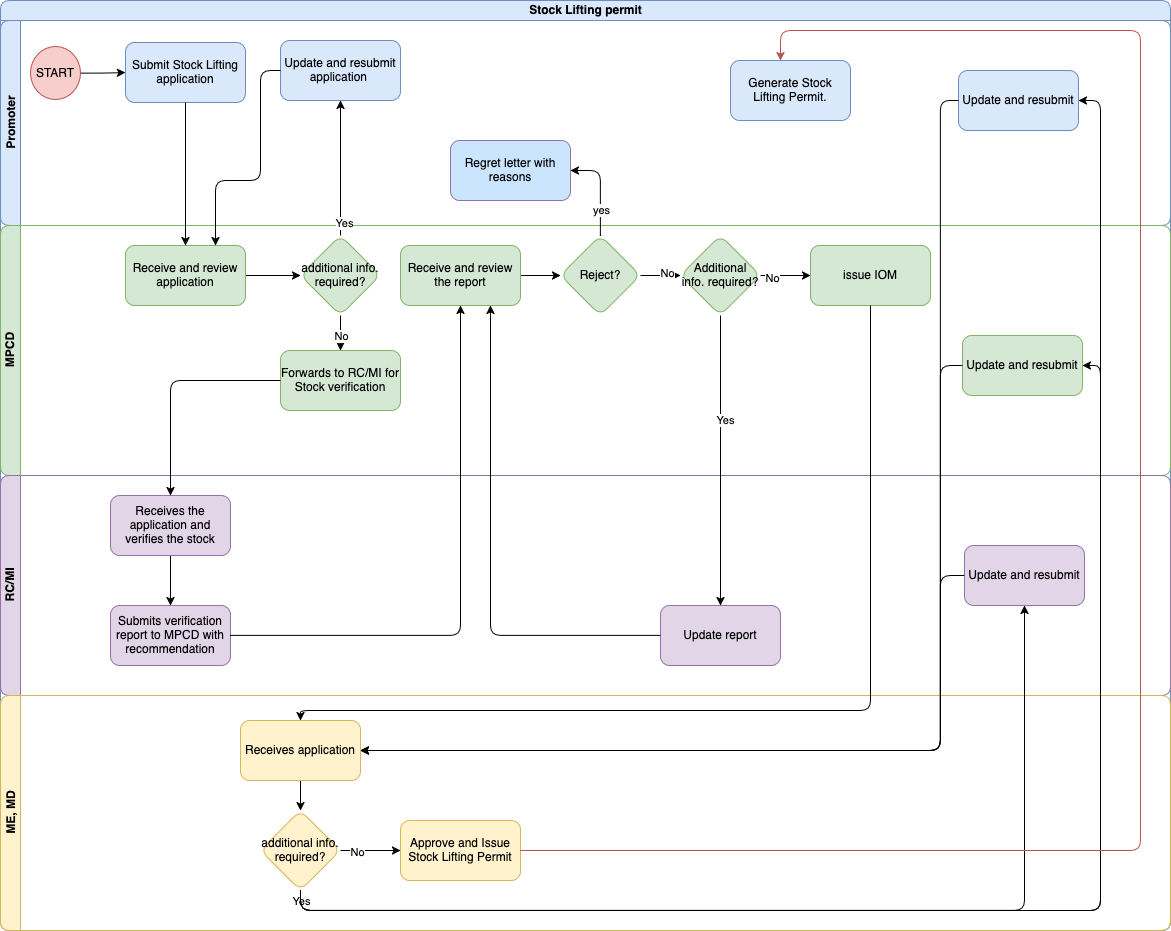 Stock Lifting permit
Promoter
START
Submit Stock Lifting
application
Update and resubmit
application
Generate Stock
Lifting Permit.
Update and resubmit
Regret letter with
reasons
yes
Yes
MPCD
Receive and review
application
additional info.
required?
Receive and review
the report
Reject?
No
Additional
info. required?
No
issue IOM
No
Forwards to RC/MI for
Stock verification
Update and resubmit
Yes
RC/MI
Receives the
application and
verifies the stock
Update and resubmit
Submits verification
report to MPCD with
recommendation
Update report
ME, MD
Receives application
additional info.
required?
No
Approve and Issue
Stock Lifting Permit
Yes